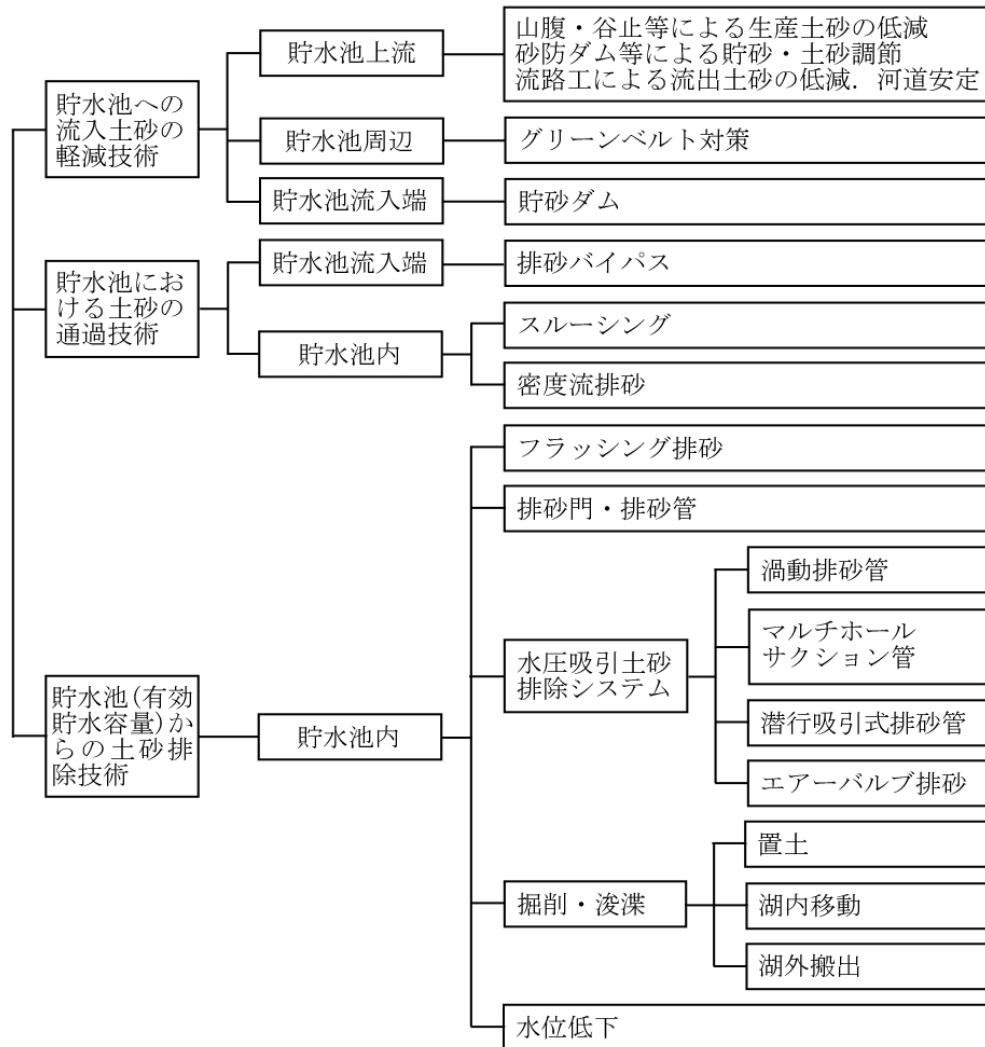 貯水池への
流入土砂の
軽減技術
貯水池上流
山腹・谷止等による生産土砂の低減
砂防ダム等による貯砂・土砂調節
流路工による流出土砂の低減．河道安定
貯水池周辺
グリーンベルト対策
貯水池流入端
貯砂ダム
貯水池にお
ける土砂の
通過技術
貯水池流入端
排砂バイパス
貯水池内
スルーシング
密度流排砂
貯水池(有効
貯水容量)か
らの土砂排
除技術
貯水池内
フラッシング排砂
排砂門・排砂管
水圧吸引土砂
排除システム
渦動排砂管
マルチホール
サクション管
潜行吸引式排砂管
エアーバルブ排砂
掘削・浚渫
置土
湖内移動
湖外搬出
水位低下